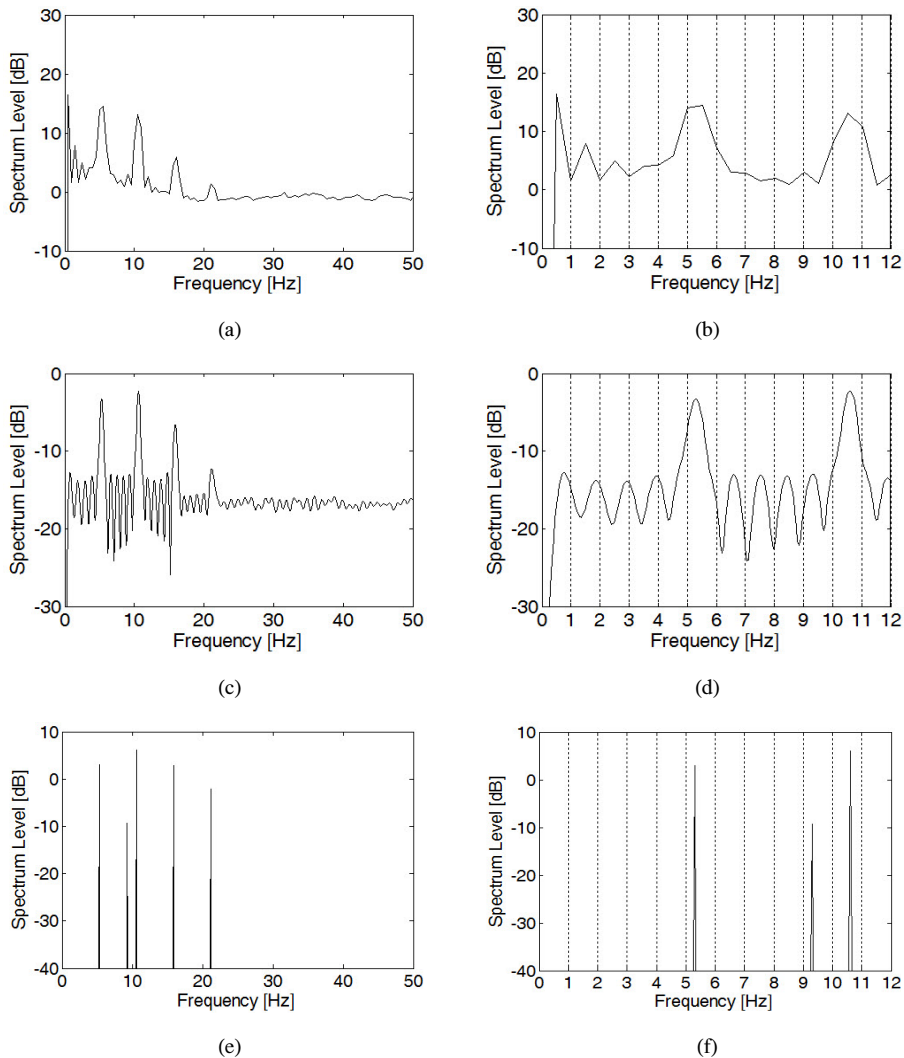 30
20
10
0
-10
Spectrum Level [dB]
0 10 20 30 40 50
Frequency [Hz]
(a)
30
20
10
0
-10
Spectrum Level [dB]
0 1 2 3 4 5 6 7 8 9 10 11 12
Frequency [Hz]
(b)
0
-10
-20
-30
Spectrum Level [dB]
0 10 20 30 40 50
Frequency [Hz]
(c)
0
-10
-20
-30
Spectrum Level [dB]
0 1 2 3 4 5 6 7 8 9 10 11 12
Frequency [Hz]
(d)
10
0
-10
-20
-30
-40
Spectrum Level [dB]
0 10 20 30 40 50
Frequency [Hz]
(e)
10
0
-10
-20
-30
-40
Spectrum Level [dB]
0 1 2 3 4 5 6 7 8 9 10 11 12
Frequency [Hz]
(f)